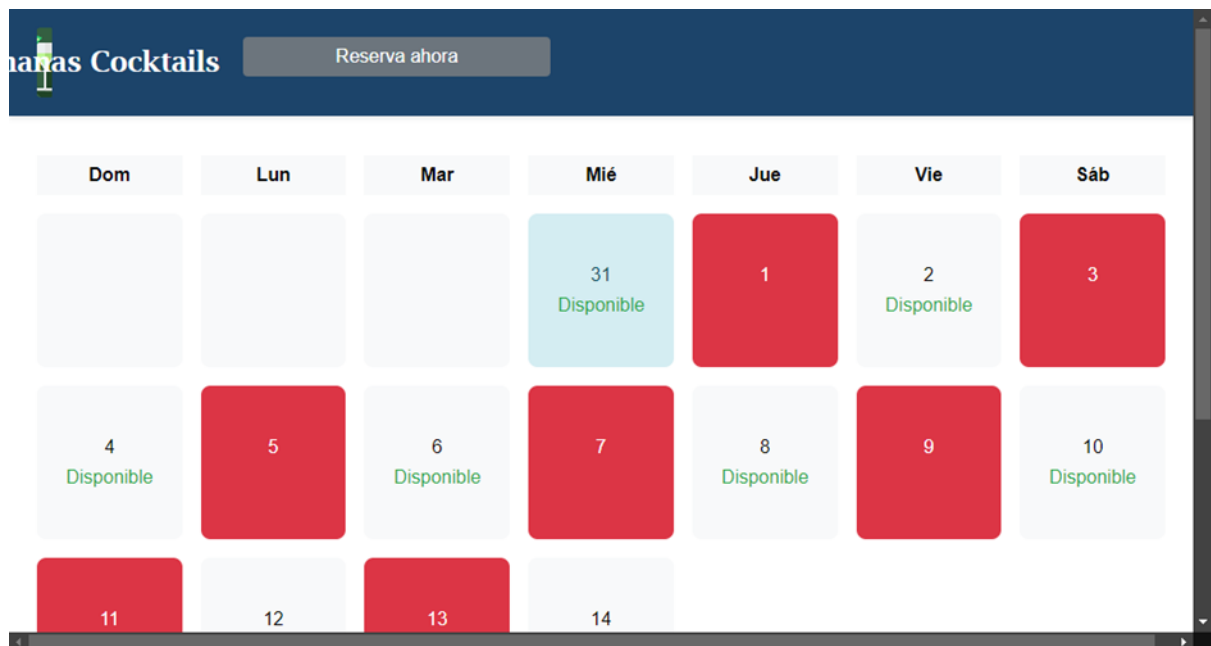 anas Cocktails
Reserva ahora
Dom Lun Mar Mié Jue Vie Sáb
31 1 2 3
Disponible Disponible
4 5 6 7 8 9 10
Disponible Disponible Disponible Disponible
11 12 13 14